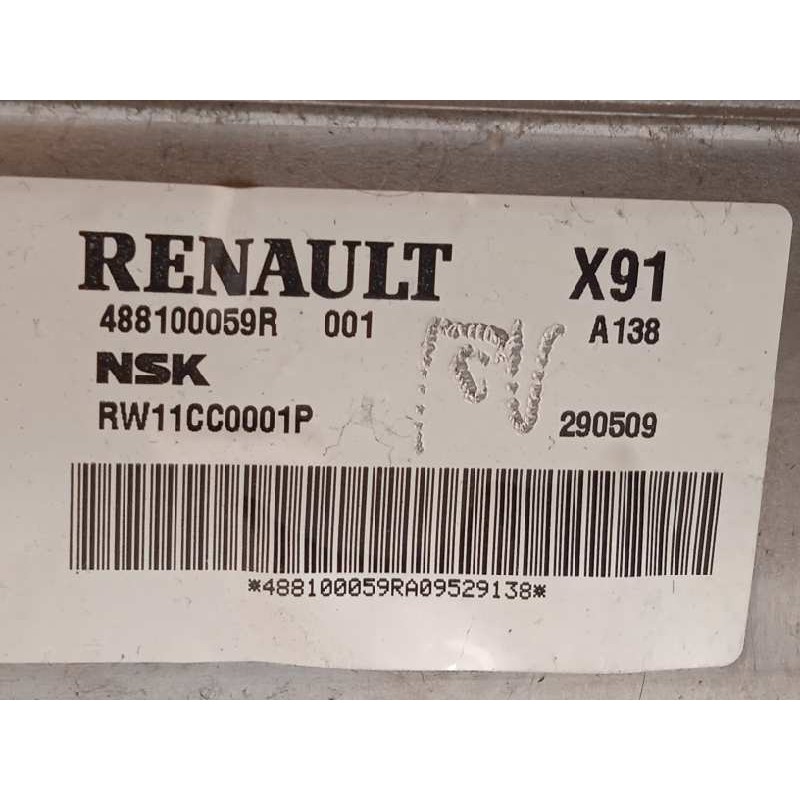 RENAULT X91
488100059R 001 A138
NSK
RW11CC0001P 290509
*488100059RA09529138*